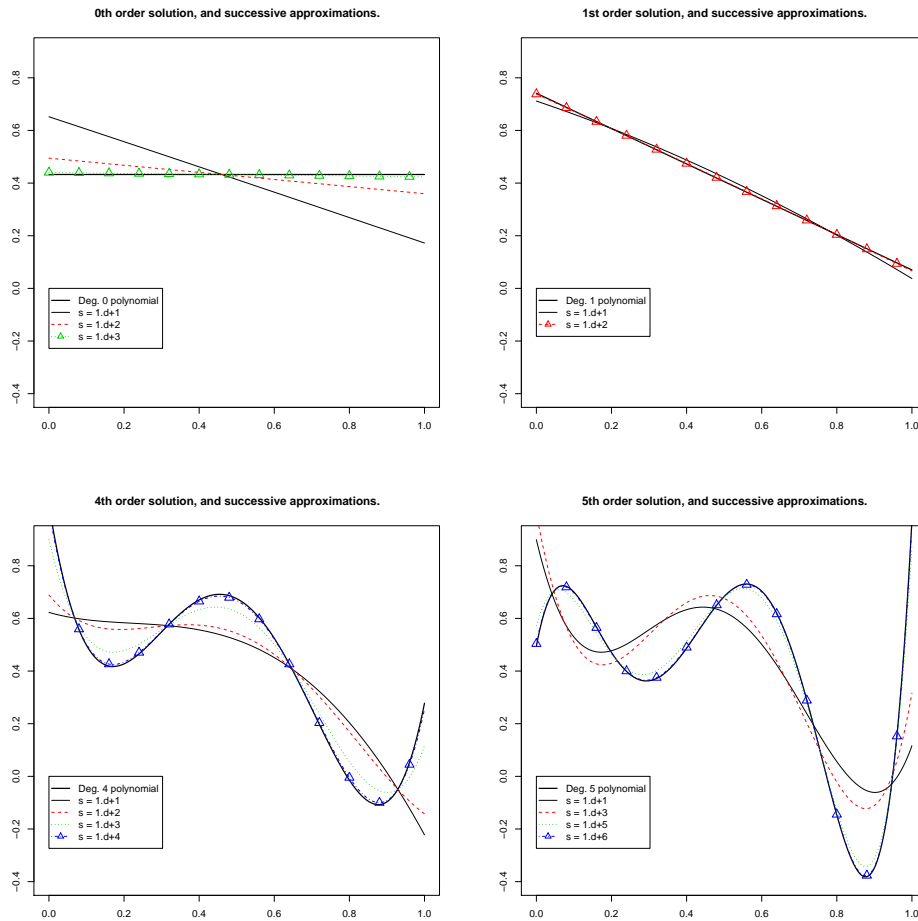 0th order solution, and successive approximations.
0.8
0.6
0.4
0.2
0.0
−0.2
−0.4
Deg. 0 polynomial
s = 1.d+1
s = 1.d+2
s = 1.d+3
0.0 0.2 0.4 0.6 0.8 1.0
1st order solution, and successive approximations.
0.8
0.6
0.4
0.2
0.0
−0.2
−0.4
Deg. 1 polynomial
s = 1.d+1
s = 1.d+2
0.0 0.2 0.4 0.6 0.8 1.0
4th order solution, and successive approximations.
0.8
0.6
0.4
0.2
0.0
−0.2
−0.4
Deg. 4 polynomial
s = 1.d+1
s = 1.d+2
s = 1.d+3
s = 1.d+4
0.0 0.2 0.4 0.6 0.8 1.0
5th order solution, and successive approximations.
0.8
0.6
0.4
0.2
0.0
−0.2
−0.4
Deg. 5 polynomial
s = 1.d+1
s = 1.d+3
s = 1.d+5
s = 1.d+6
0.0 0.2 0.4 0.6 0.8 1.0